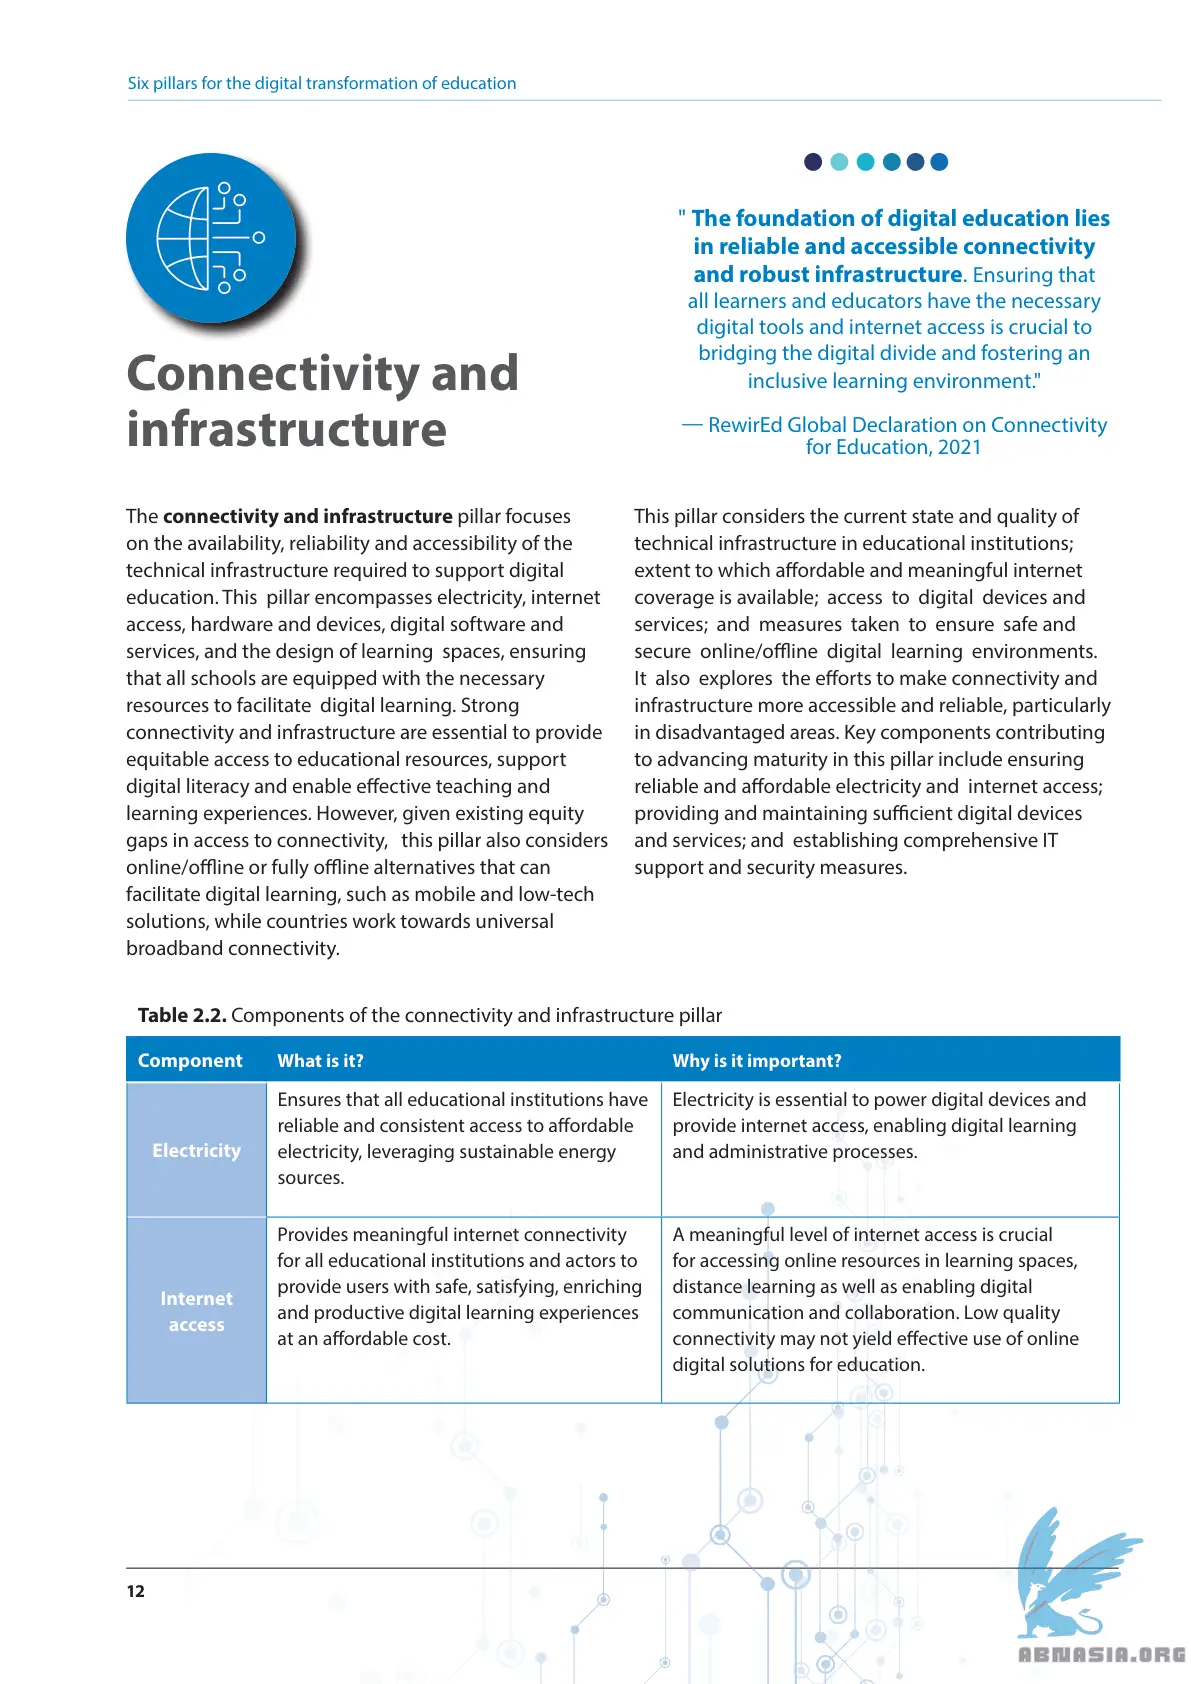 Six pillars for the digital transformation of education
Connectivity and
infrastructure
" The foundation of digital education lies
in reliable and accessible connectivity
and robust infrastructure. Ensuring that
all learners and educators have the necessary
digital tools and internet access is crucial to
bridging the digital divide and fostering an
inclusive learning environment."
— RewirEd Global Declaration on Connectivity
for Education, 2021
The connectivity and infrastructure pillar focuses
on the availability, reliability and accessibility of the
technical infrastructure required to support digital
education. This pillar encompasses electricity, internet
access, hardware and devices, digital software and
services, and the design of learning spaces, ensuring
that all schools are equipped with the necessary
resources to facilitate digital learning. Strong
connectivity and infrastructure are essential to provide
equitable access to educational resources, support
digital literacy and enable effective teaching and
learning experiences. However, given existing equity
gaps in access to connectivity, this pillar also considers
online/offline or fully offline alternatives that can
facilitate digital learning, such as mobile and low-tech
solutions, while countries work towards universal
broadband connectivity.
This pillar considers the current state and quality of
technical infrastructure in educational institutions;
extent to which affordable and meaningful internet
coverage is available; access to digital devices and
services; and measures taken to ensure safe and
secure online/offline digital learning environments.
It also explores the efforts to make connectivity and
infrastructure more accessible and reliable, particularly
in disadvantaged areas. Key components contributing
to advancing maturity in this pillar include ensuring
reliable and affordable electricity and internet access;
providing and maintaining sufficient digital devices
and services; and establishing comprehensive IT
support and security measures.
Table 2.2. Components of the connectivity and infrastructure pillar
Component What is it? Why is it important?
Electricity
Ensures that all educational institutions have
reliable and consistent access to affordable
electricity, leveraging sustainable energy
sources.
Electricity is essential to power digital devices and
provide internet access, enabling digital learning
and administrative processes.
Internet
access
Provides meaningful internet connectivity
for all educational institutions and actors to
provide users with safe, satisfying, enriching
and productive digital learning experiences
at an affordable cost.
A meaningful level of internet access is crucial
for accessing online resources in learning spaces,
distance learning as well as enabling digital
communication and collaboration. Low quality
connectivity may not yield effective use of online
digital solutions for education.
12
ABNASIA.ORG